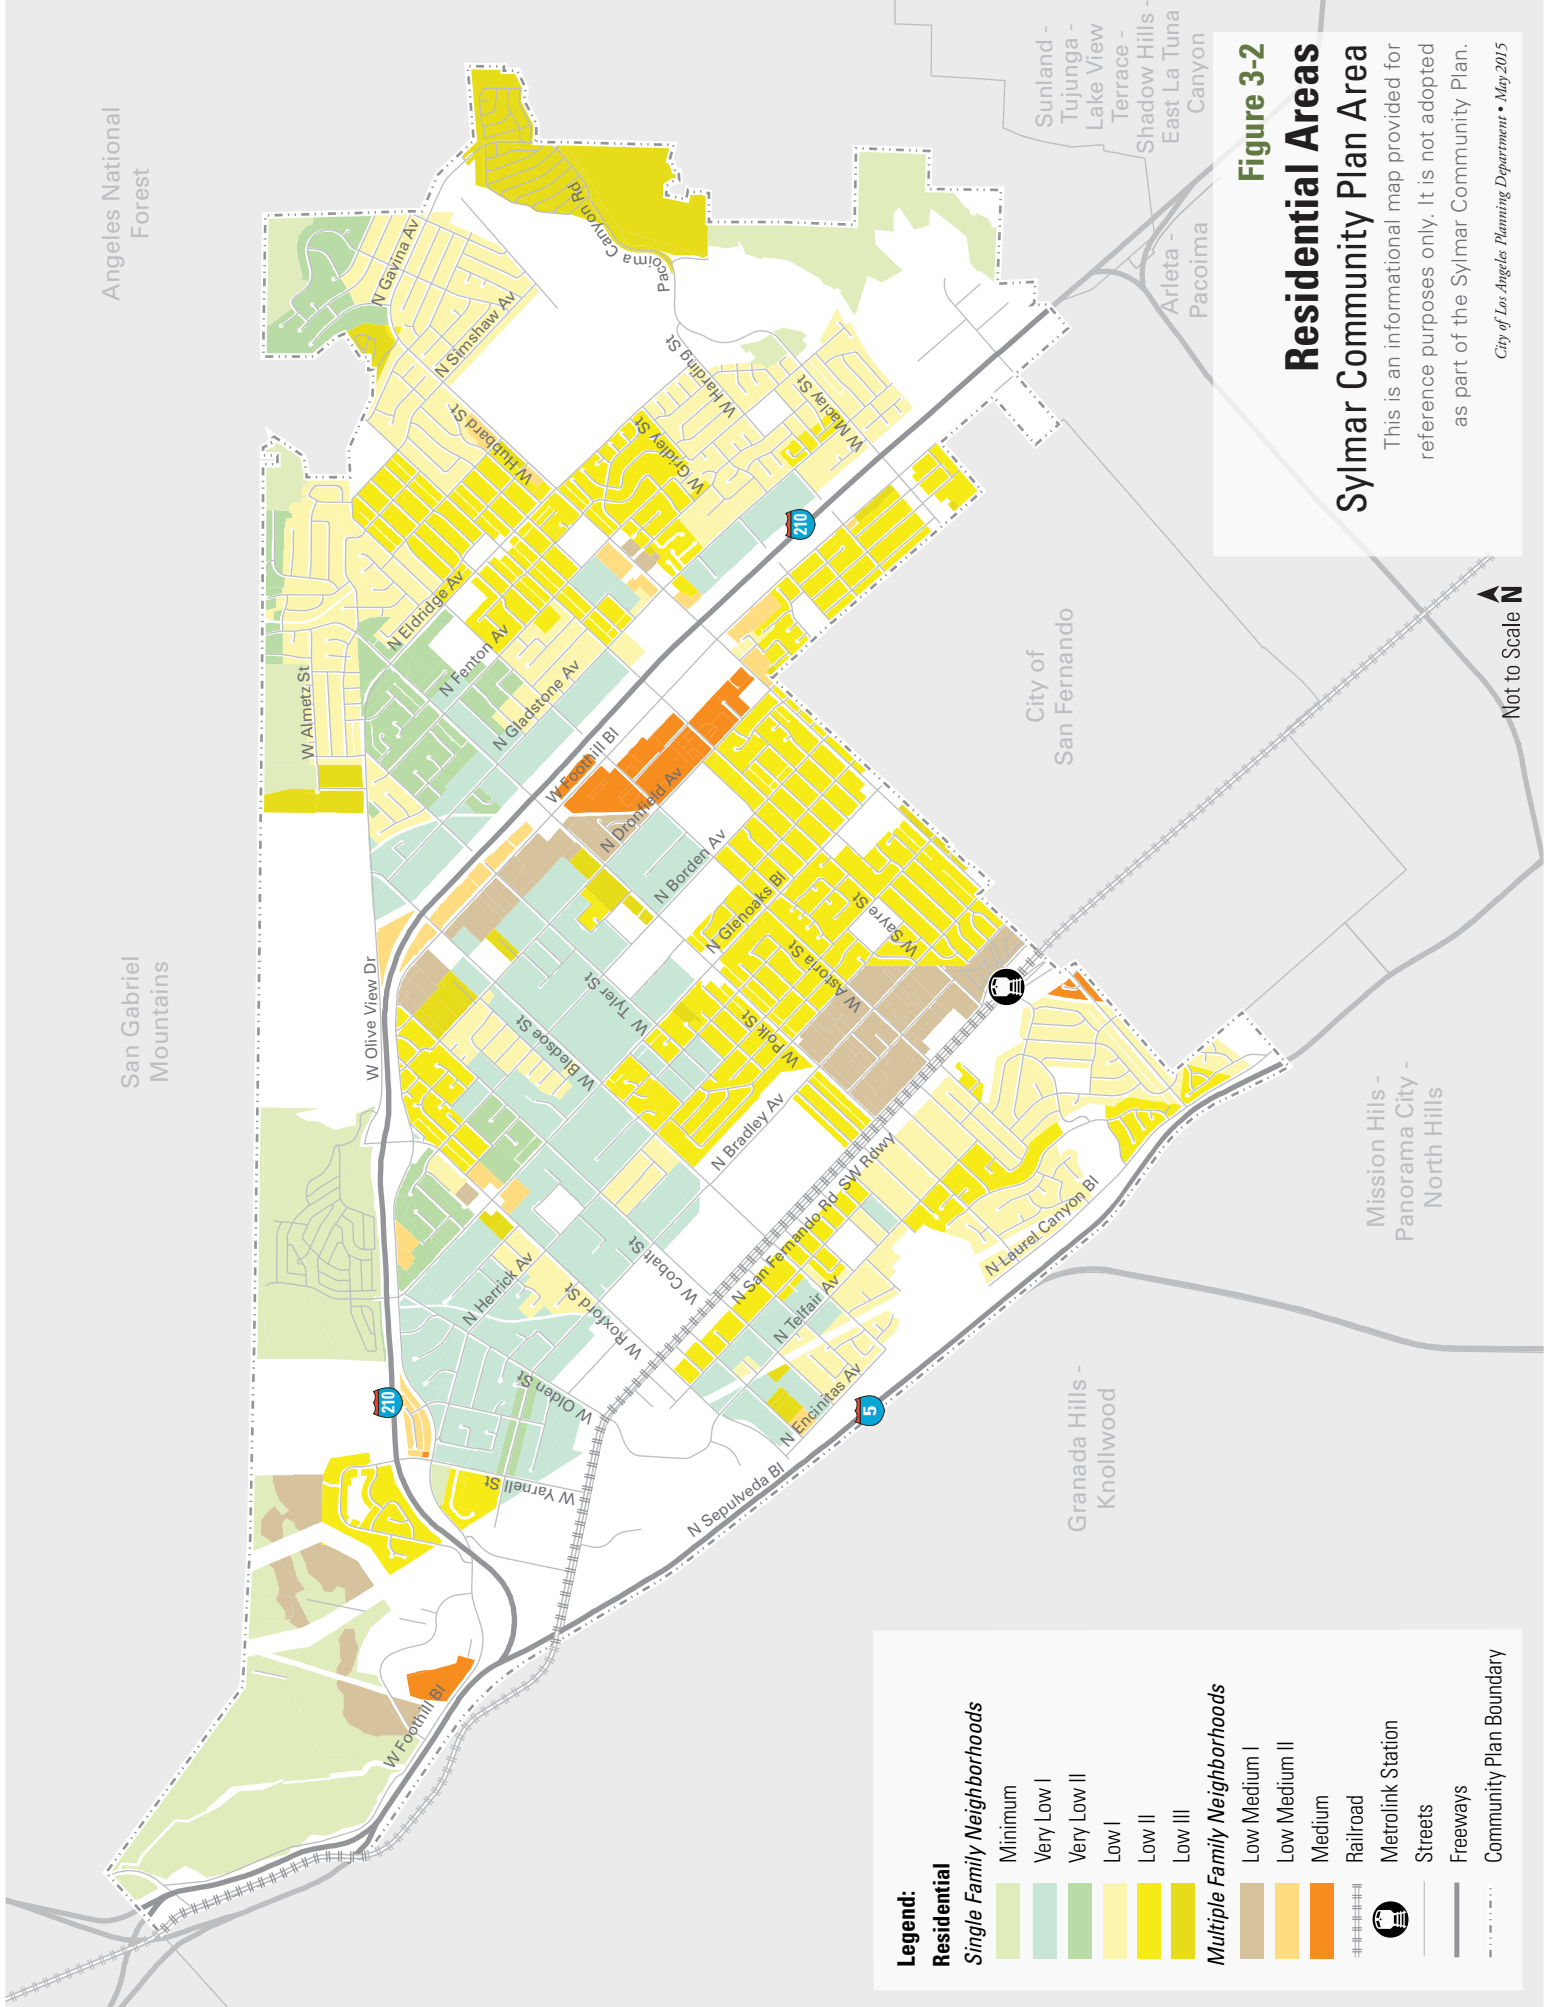 Figure 3-2
Residential Areas
Sylmar Community Plan Area
This is an informational map provided for
reference purposes only. It is not adopted
as part of the Sylmar Community Plan.
City of Los Angeles Planning Department • May 2015
San Gabriel
Mountains
Angeles National
Forest
Sunland -
Tujunga -
Lake View
Terrace -
Shadow Hills -
East La Tuna
Canyon
Arleta -
Pacoima
City of
San Fernando
Mission Hils -
Panorama City -
North Hills
Granada Hills -
Knollwood
W Foothill Bl
W Yarnell St
W Olden St
W Roxford St
N Herrick Av
W Cobalt St
N Sepulveda Bl
N Encinitas Av
N Telfair Av
N San Fernando Rd
SW Rdwy
N Laurel Canyon Bl
N Bradley Av
W Bledsoe St
W Tyler St
W Polk St
W Astoria St
W Sayre St
N Glenoaks Bl
N Borden Av
N Dronfield Av
W Foothill Bl
W Olive View Dr
W Almetz St
N Gladstone Av
N Fenton Av
N Eldridge Av
W Hubbard St
N Simshaw Av
N Gavina Av
W Gridley St
W Harding St
W Maclay St
Pacoima Canyon Rd
210
210
5
Legend:
Residential
Single Family Neighborhoods
Minimum
Very Low I
Very Low II
Low I
Low II
Low III
Multiple Family Neighborhoods
Low Medium I
Low Medium II
Medium
Railroad
Metrolink Station
Streets
Freeways
Community Plan Boundary
Not to Scale
N